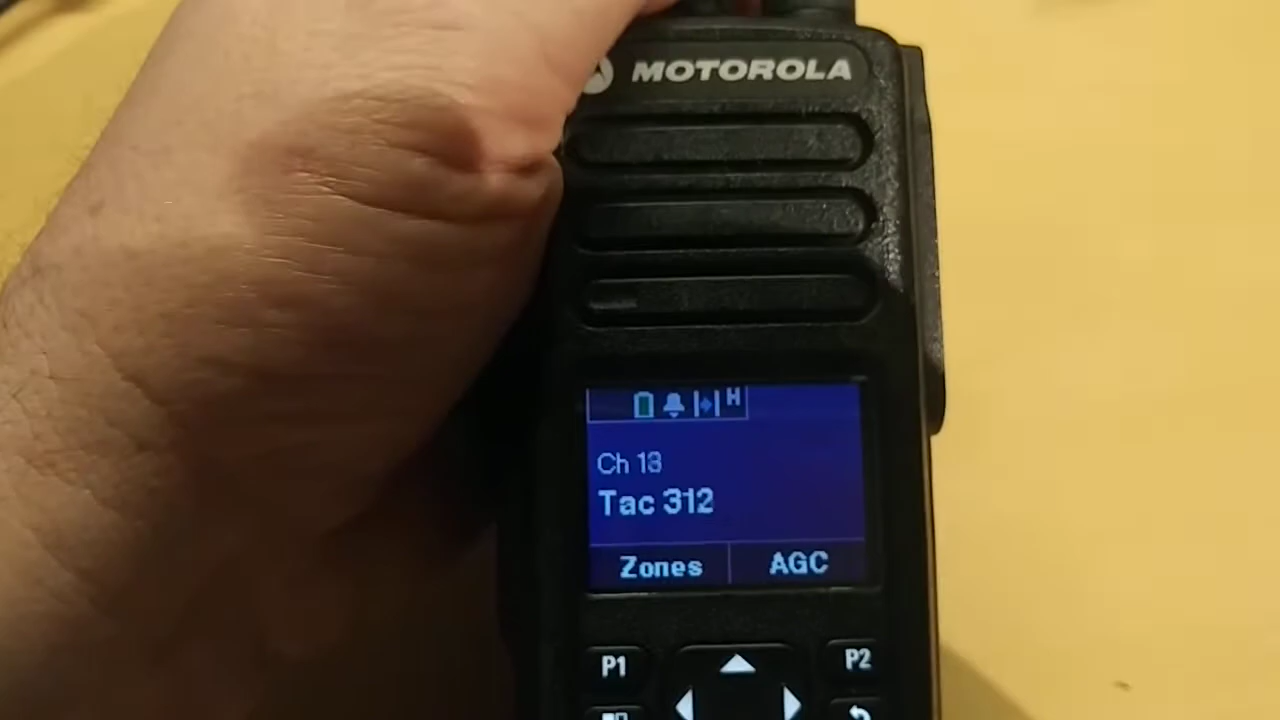 MOTOROLA
H
Ch 13
Tac 312
Zones AGC
P1 P2